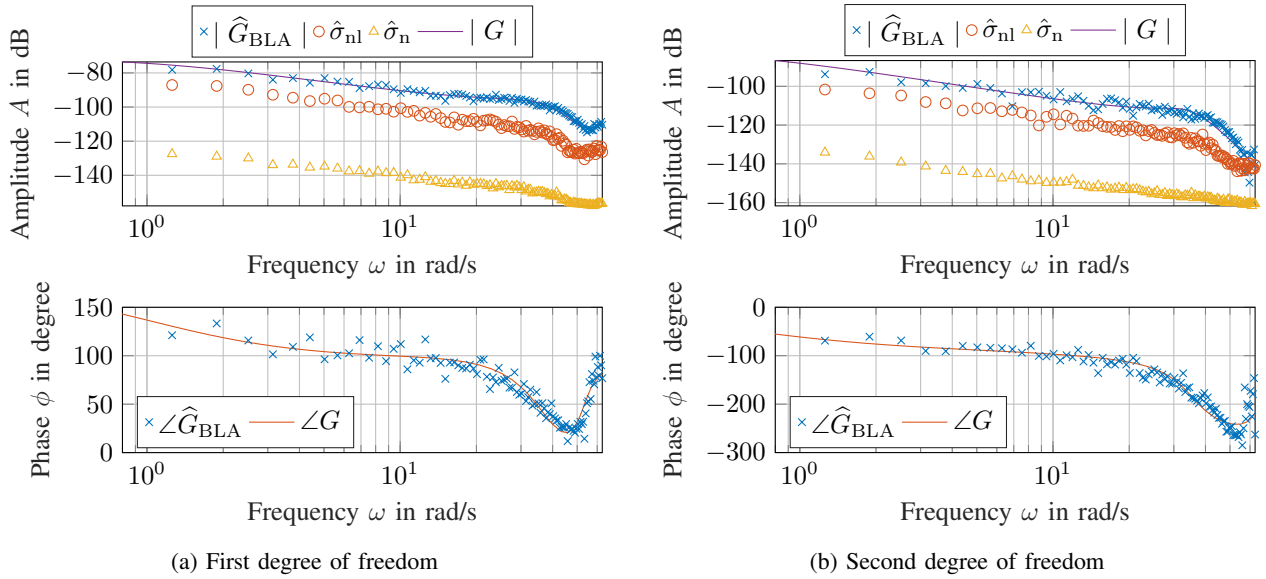 × | Ĝ_BLA | ○ σ̂_nl △ σ̂_n — | G |
Amplitude A in dB
−80
−100
−120
−140
10^0
10^1
Frequency ω in rad/s
Phase ϕ in degree
150
100
50
0
× ∠Ĝ_BLA — ∠G
10^0
10^1
Frequency ω in rad/s
(a) First degree of freedom
× | Ĝ_BLA | ○ σ̂_nl △ σ̂_n — | G |
Amplitude A in dB
−100
−120
−140
−160
10^0
10^1
Frequency ω in rad/s
Phase ϕ in degree
0
−100
−200
−300
× ∠Ĝ_BLA — ∠G
10^0
10^1
Frequency ω in rad/s
(b) Second degree of freedom